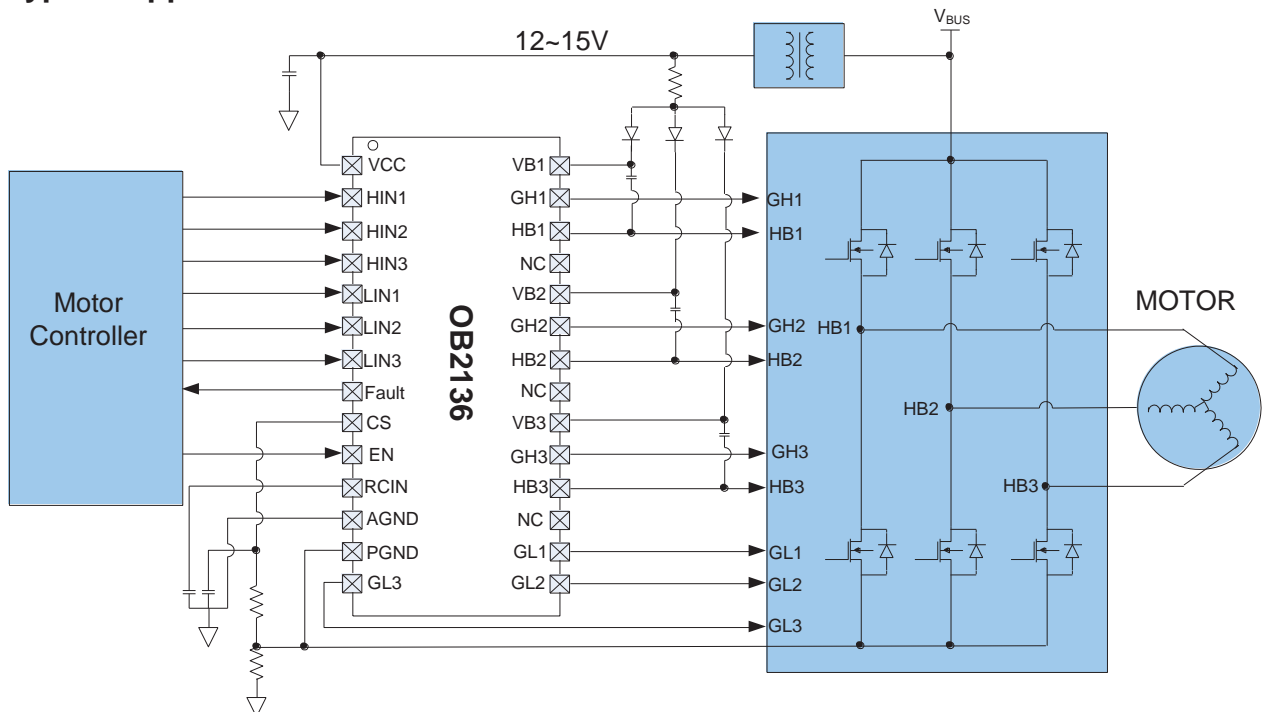 V_BUS
12~15V
VCC
HIN1
HIN2
HIN3
LIN1
LIN2
LIN3
Fault
CS
EN
RCIN
AGND
PGND
GL3
OB2136
VB1
GH1
HB1
NC
VB2
GH2
HB2
NC
VB3
GH3
HB3
NC
GL1
GL2
Motor
Controller
GH1
HB1
GH2
HB2
GH3
HB3
GL1
GL2
GL3
HB1
HB2
HB3
MOTOR